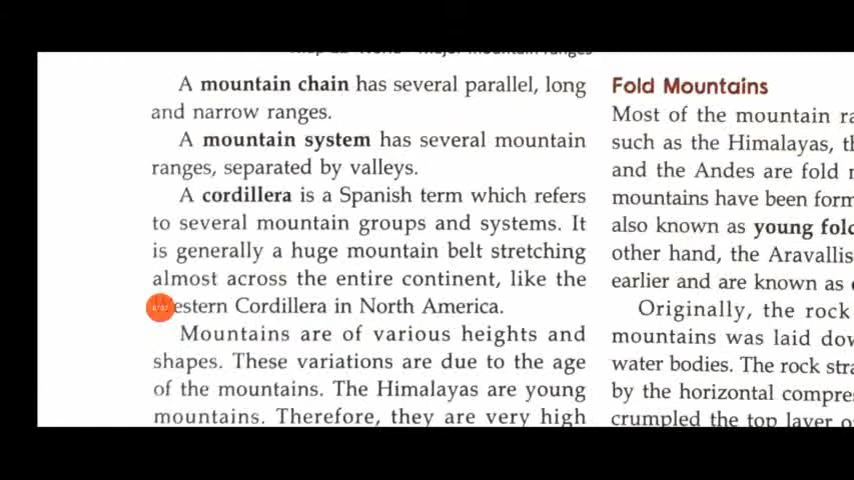 A mountain chain has several parallel, long
and narrow ranges.
A mountain system has several mountain
ranges, separated by valleys.
A cordillera is a Spanish term which refers
to several mountain groups and systems. It
is generally a huge mountain belt stretching
almost across the entire continent, like the
estern Cordillera in North America.
Mountains are of various heights and
shapes. These variations are due to the age
of the mountains. The Himalayas are young
mountains. Therefore, they are very high
Fold Mountains
Most of the mountain ra
such as the Himalayas, th
and the Andes are fold m
mountains have been form
also known as young fold
other hand, the Aravallis
earlier and are known as
Originally, the rock
mountains was laid dow
water bodies. The rock stra
by the horizontal compres
crumpled the top layer o